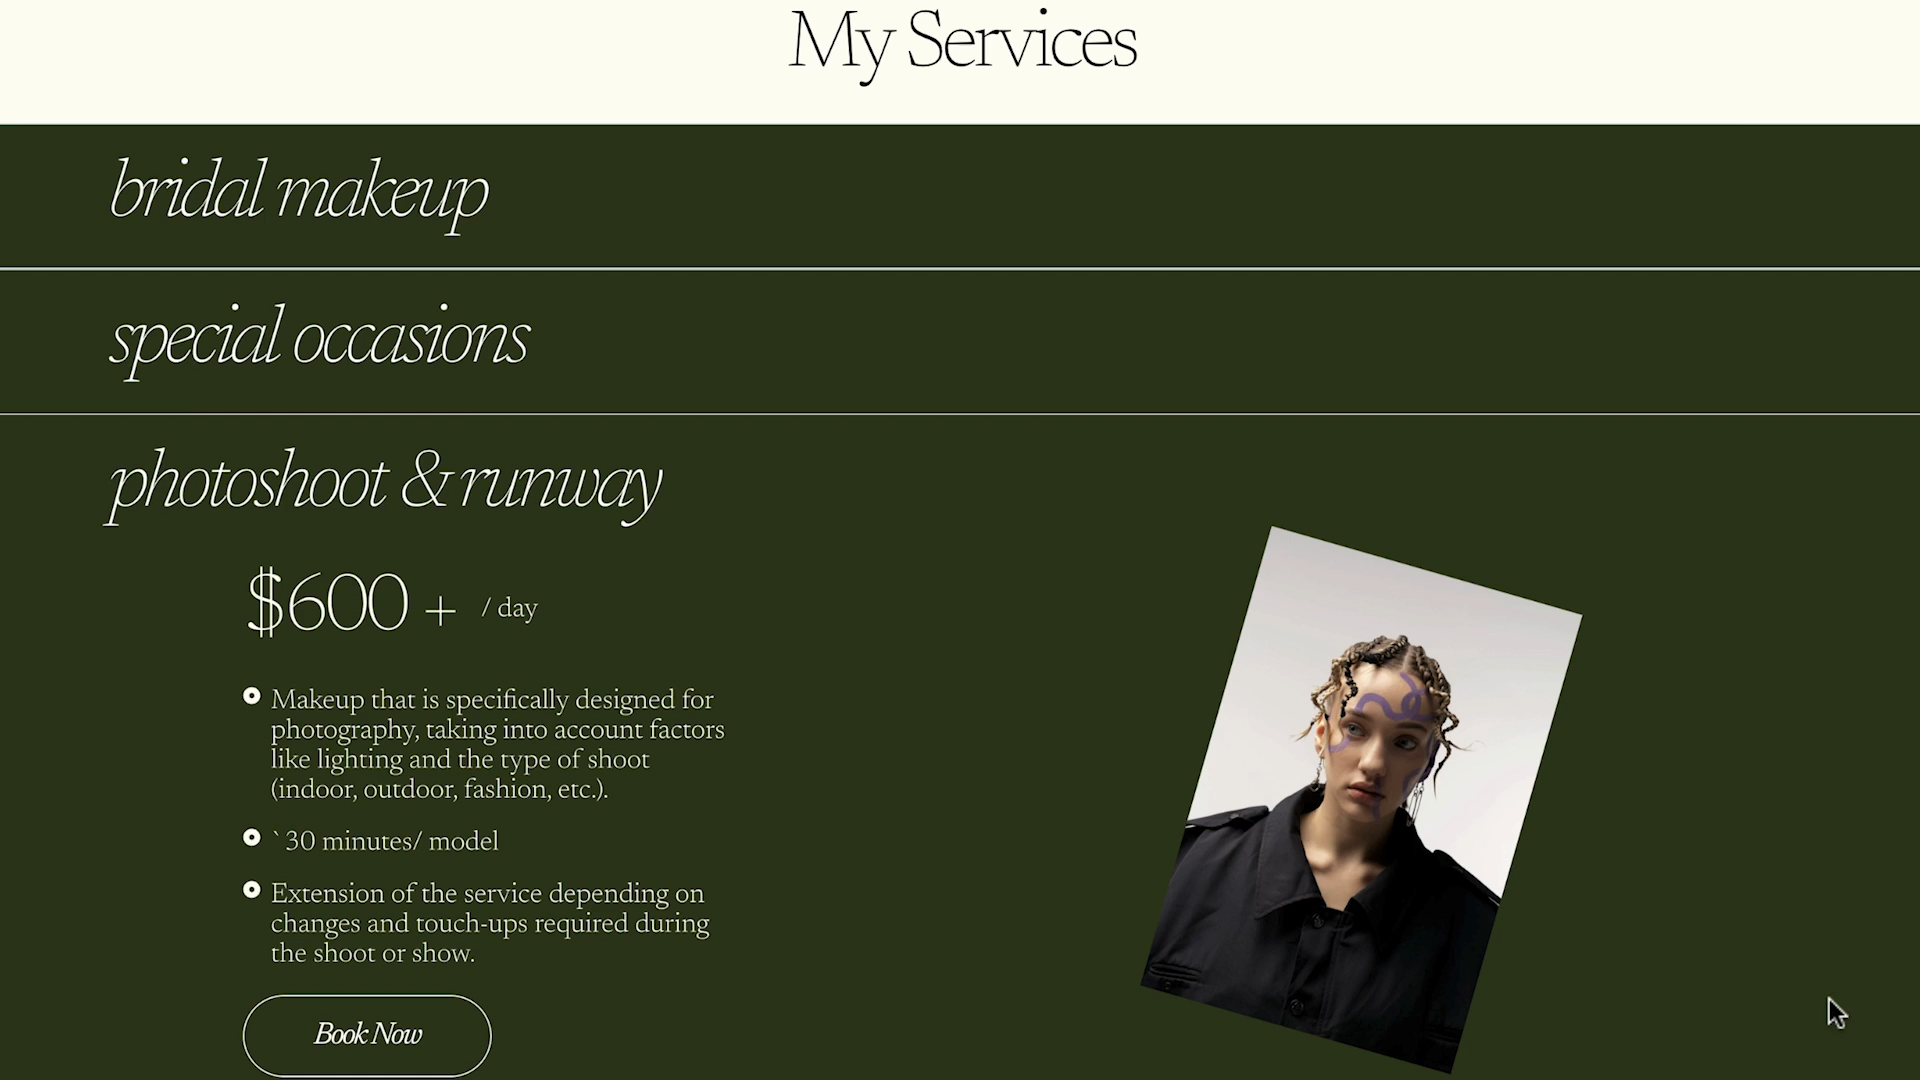 My Services
bridal makeup
special occasions
photoshoot & runway
$600 + / day
Makeup that is specifically designed for
photography, taking into account factors
like lighting and the type of shoot
(indoor, outdoor, fashion, etc.).
`30 minutes/ model
Extension of the service depending on
changes and touch-ups required during
the shoot or show.
Book Now